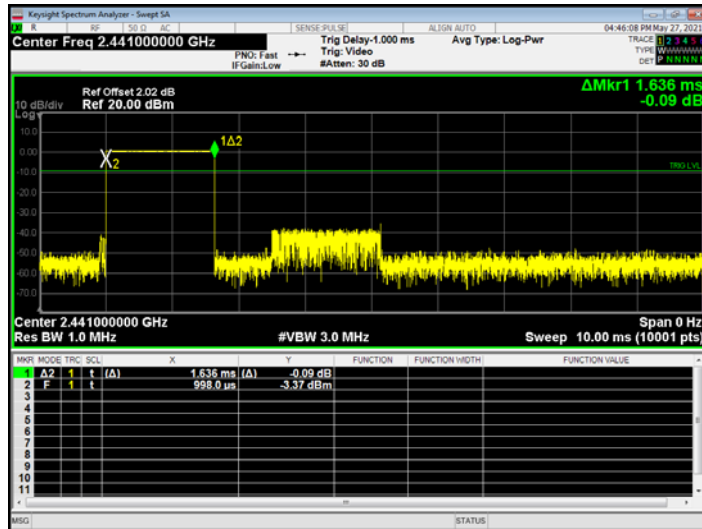 Keysight Spectrum Analyzer - Swept SA
R RF 50 Ω AC SENSE:PULSE ALIGN AUTO 04:46:08 PM May 27, 2021
Center Freq 2.441000000 GHz Trig Delay-1.000 ms Avg Type: Log-Pwr TRACE 1 2 3 4 5
PNO: Fast Trig: Video TYPE
IFGain:Low #Atten: 30 dB DET P N N N N
ΔMkr1 1.636 ms
Ref Offset 2.02 dB
10 dB/div Ref 20.00 dBm -0.09 dB
Log
10.0
1Δ2
0.00
2
TRIG LVL
-10.0
-20.0
-30.0
-40.0
-50.0
-60.0
-70.0
Center 2.441000000 GHz Span 0 Hz
Res BW 1.0 MHz #VBW 3.0 MHz Sweep 10.00 ms (10001 pts)
MKR MODE TRC SCL X Y FUNCTION FUNCTION WIDTH FUNCTION VALUE
1 Δ2 1 t (Δ) 1.636 ms (Δ) -0.09 dB
2 F 1 t 998.0 µs -3.37 dBm
3
4
5
6
7
8
9
10
11
MSG STATUS